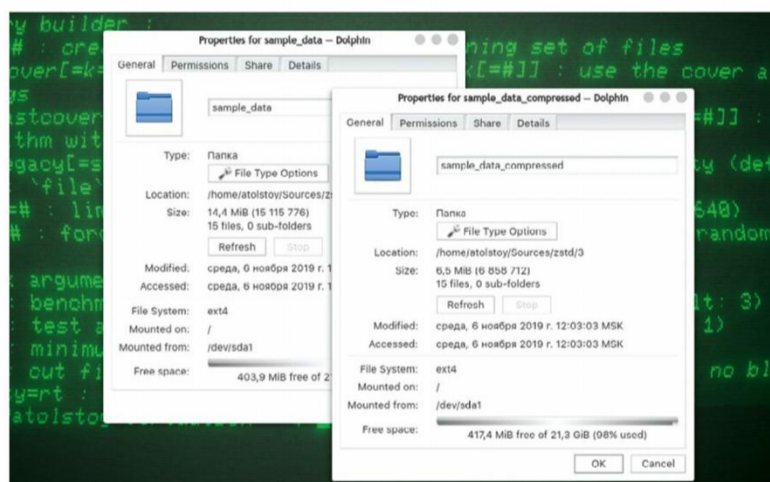 ry builder :
# : crea
ning set of files
over[=k=
k[=#]] : use the cover a
gs
astcover
=#]] :
thm wit
egacy[=s
ty (def
: `file`
=# : lim
640)
# : forc
random
argume
: benchm
lt: 3)
: test a
1)
: minimu
: cut fi
no bl
y=rt :
Properties for sample_data — Dolphin
General Permissions Share Details
sample_data
Type: Папка
File Type Options
Location: /home/atolstoy/Sources/zst
Size: 14,4 MiB (15 115 776)
15 files, 0 sub-folders
Refresh Stop
Modified: среда, 6 ноября 2019 г. 1
Accessed: среда, 6 ноября 2019 г. 1
File System: ext4
Mounted on: /
Mounted from: /dev/sda1
Free space: 403,9 MiB free of 2
Properties for sample_data_compressed — Dolphin
General Permissions Share Details
sample_data_compressed
Type: Папка
File Type Options
Location: /home/atolstoy/Sources/zstd/3
Size: 6,5 MiB (6 858 712)
15 files, 0 sub-folders
Refresh Stop
Modified: среда, 6 ноября 2019 г. 12:03:03 MSK
Accessed: среда, 6 ноября 2019 г. 12:03:03 MSK
File System: ext4
Mounted on: /
Mounted from: /dev/sda1
Free space: 417,4 MiB free of 21,3 GiB (98% used)
OK Cancel